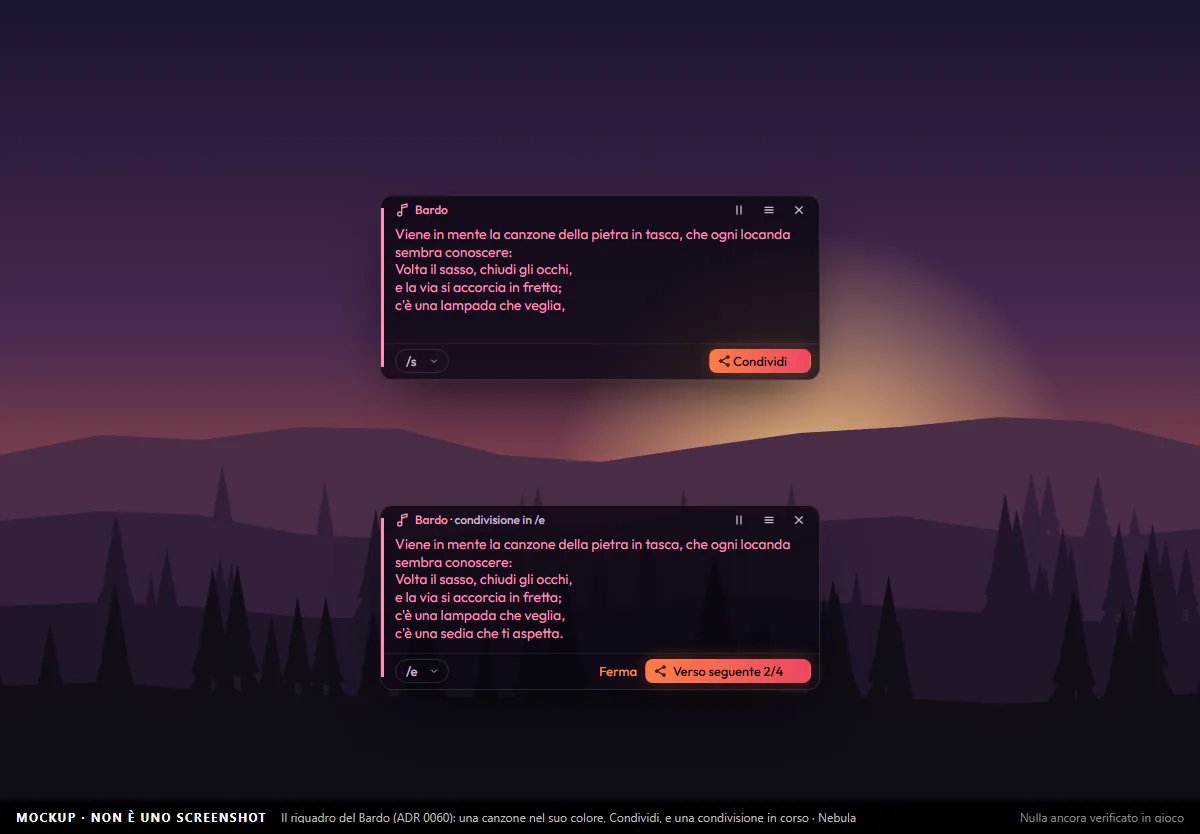 Bardo
Viene in mente la canzone della pietra in tasca, che ogni locanda
sembra conoscere:
Volta il sasso, chiudi gli occhi,
e la via si accorcia in fretta;
c'è una lampada che veglia,
/s
Condividi
Bardo · condivisione in /e
Viene in mente la canzone della pietra in tasca, che ogni locanda
sembra conoscere:
Volta il sasso, chiudi gli occhi,
e la via si accorcia in fretta;
c'è una lampada che veglia,
c'è una sedia che ti aspetta.
/e
Ferma
Verso seguente 2/4
MOCKUP · NON È UNO SCREENSHOT
Il riquadro del Bardo (ADR 0060): una canzone nel suo colore, Condividi, e una condivisione in corso · Nebula
Nulla ancora verificato in gioco